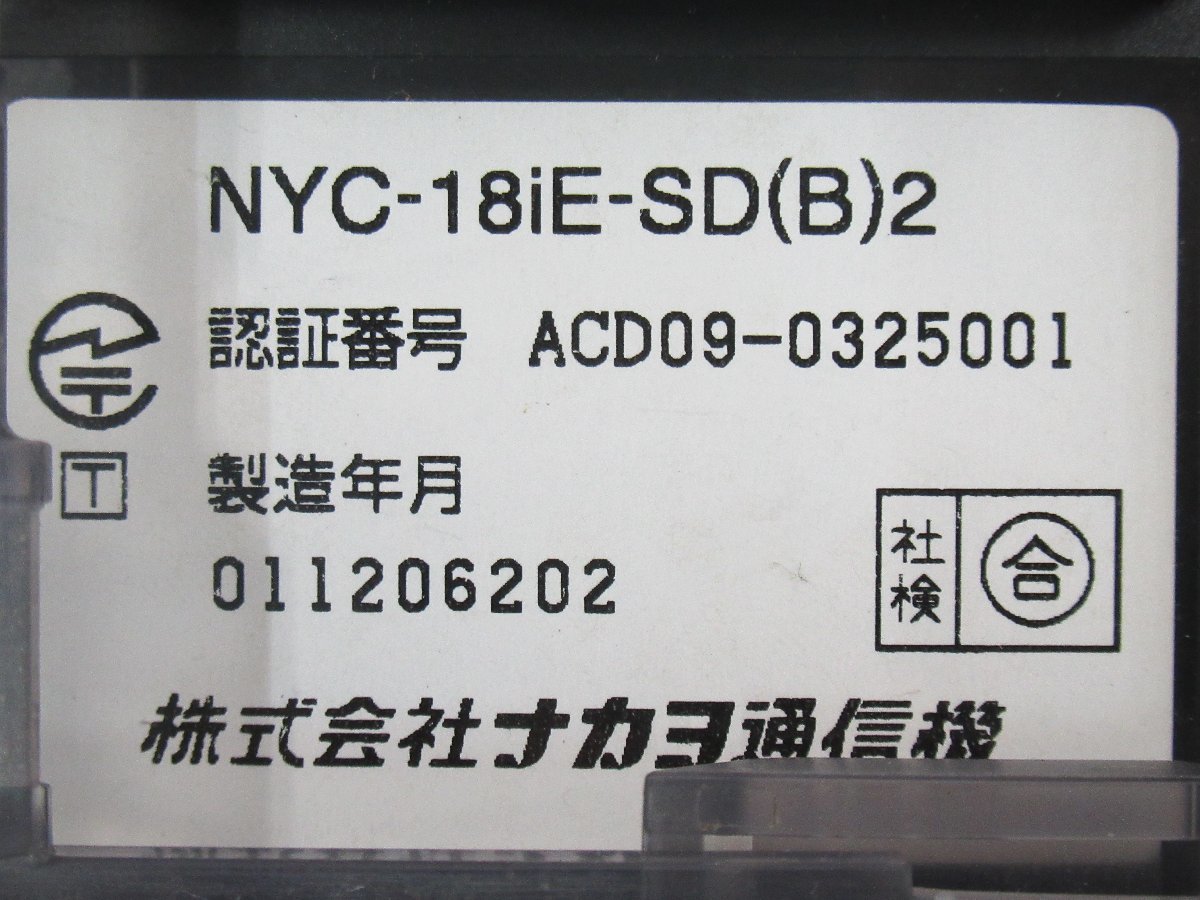 NYC-18iE-SD(B)2
認証番号 ACD09-0325001
T
製造年月
011206202
社検 合
株式会社ナカヨ通信機